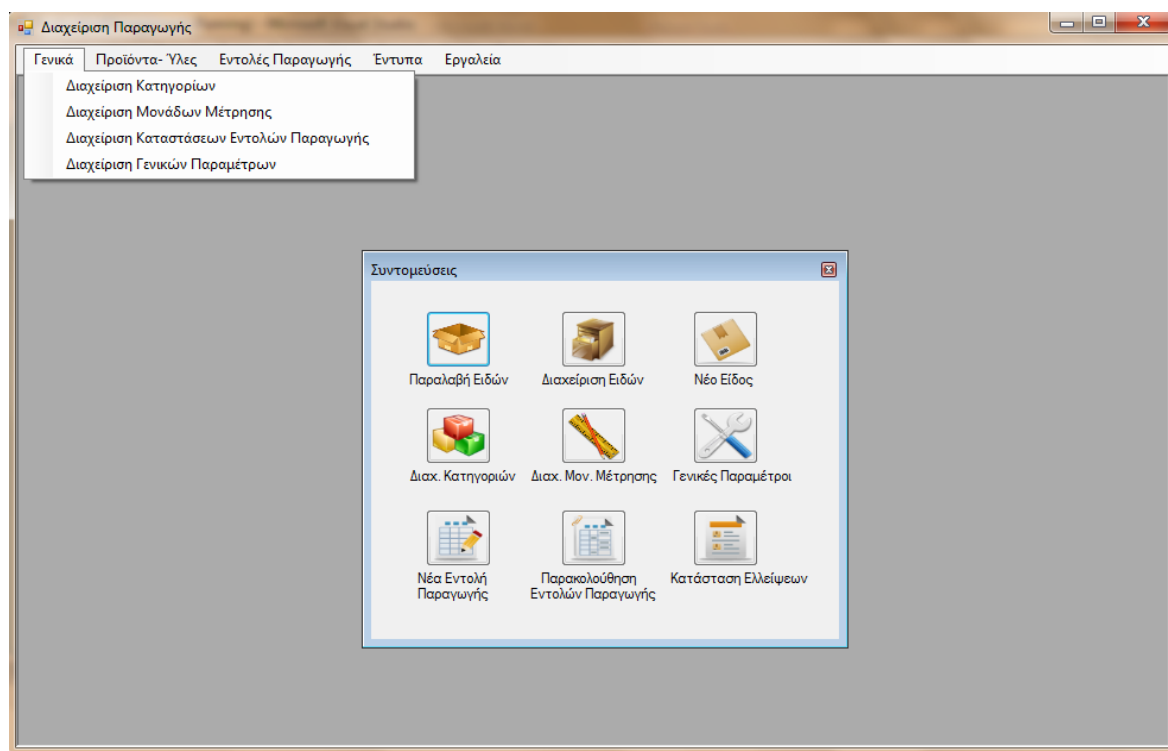 Διαχείριση Παραγωγής
Γενικά Προϊόντα- Ύλες Εντολές Παραγωγής Έντυπα Εργαλεία
Διαχείριση Κατηγορίων
Διαχείριση Μονάδων Μέτρησης
Διαχείριση Καταστάσεων Εντολών Παραγωγής
Διαχείριση Γενικών Παραμέτρων
Συντομεύσεις
Παραλαβή Ειδών Διαχείριση Ειδών Νέο Είδος
Διαχ. Κατηγοριών Διαχ. Μον. Μέτρησης Γενικές Παραμέτροι
Νέα Εντολή Παρακολούθηση Κατάσταση Ελλείψεων
Παραγωγής Εντολών Παραγωγής